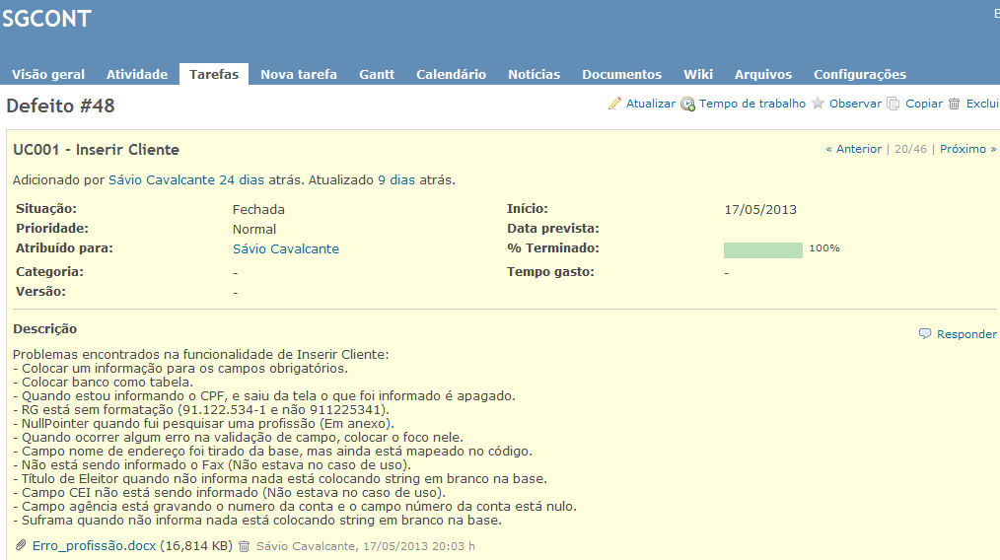 SGCONT
Visão geral Atividade Tarefas Nova tarefa Gantt Calendário Notícias Documentos Wiki Arquivos Configurações
Defeito #48
Atualizar Tempo de trabalho Observar Copiar Exclui
UC001 - Inserir Cliente
« Anterior | 20/46 | Próximo »
Adicionado por Sávio Cavalcante 24 dias atrás. Atualizado 9 dias atrás.
Situação: Fechada Início: 17/05/2013
Prioridade: Normal Data prevista:
Atribuído para: Sávio Cavalcante % Terminado: 100%
Categoria: - Tempo gasto: -
Versão: -
Descrição
Responder
Problemas encontrados na funcionalidade de Inserir Cliente:
- Colocar um informação para os campos obrigatórios.
- Colocar banco como tabela.
- Quando estou informando o CPF, e saiu da tela o que foi informado é apagado.
- RG está sem formatação (91.122.534-1 e não 911225341).
- NullPointer quando fui pesquisar uma profissão (Em anexo).
- Quando ocorrer algum erro na validação de campo, colocar o foco nele.
- Campo nome de endereço foi tirado da base, mas ainda está mapeado no código.
- Não está sendo informado o Fax (Não estava no caso de uso).
- Título de Eleitor quando não informa nada está colocando string em branco na base.
- Campo CEI não está sendo informado (Não estava no caso de uso).
- Campo agência está gravando o numero da conta e o campo número da conta está nulo.
- Suframa quando não informa nada está colocando string em branco na base.
Erro_profissão.docx (16,814 KB) Sávio Cavalcante, 17/05/2013 20:03 h